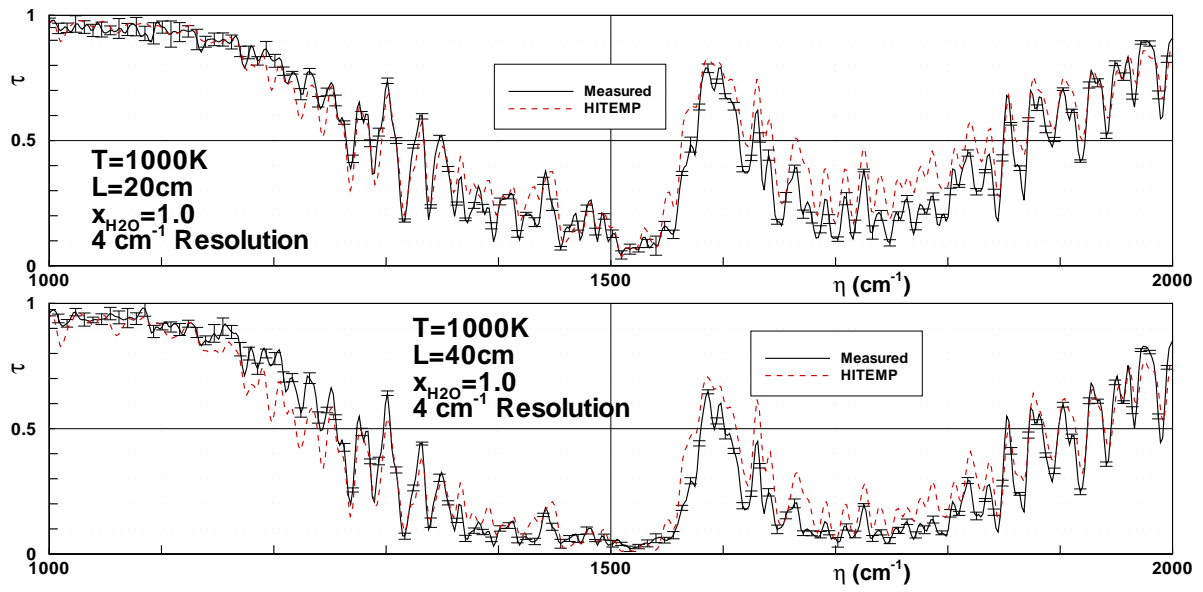 1
Measured
HITEMP
τ
0.5
T=1000K
L=20cm
xH2O=1.0
4 cm-1 Resolution
0
1000
1500
η (cm-1)
2000
1
T=1000K
L=40cm
xH2O=1.0
4 cm-1 Resolution
Measured
HITEMP
τ
0.5
0
1000
1500
η (cm-1)
2000